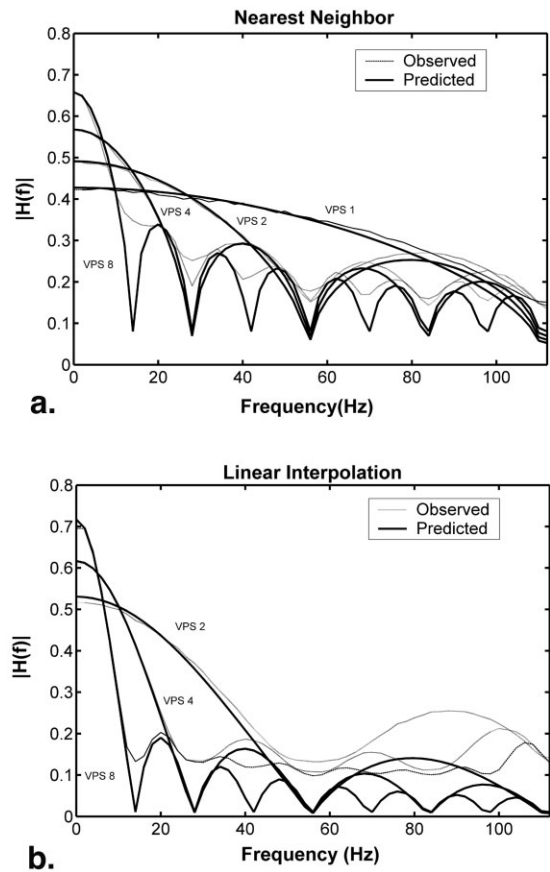 Nearest Neighbor
0.8
0.7
0.6
0.5
0.4
0.3
0.2
0.1
0
|H(f)|
Observed
Predicted
VPS 1
VPS 4
VPS 2
VPS 8
0 20 40 60 80 100
Frequency(Hz)
a.
Linear Interpolation
0.8
0.7
0.6
0.5
0.4
0.3
0.2
0.1
0
|H(f)|
Observed
Predicted
VPS 2
VPS 4
VPS 8
0 20 40 60 80 100
Frequency (Hz)
b.